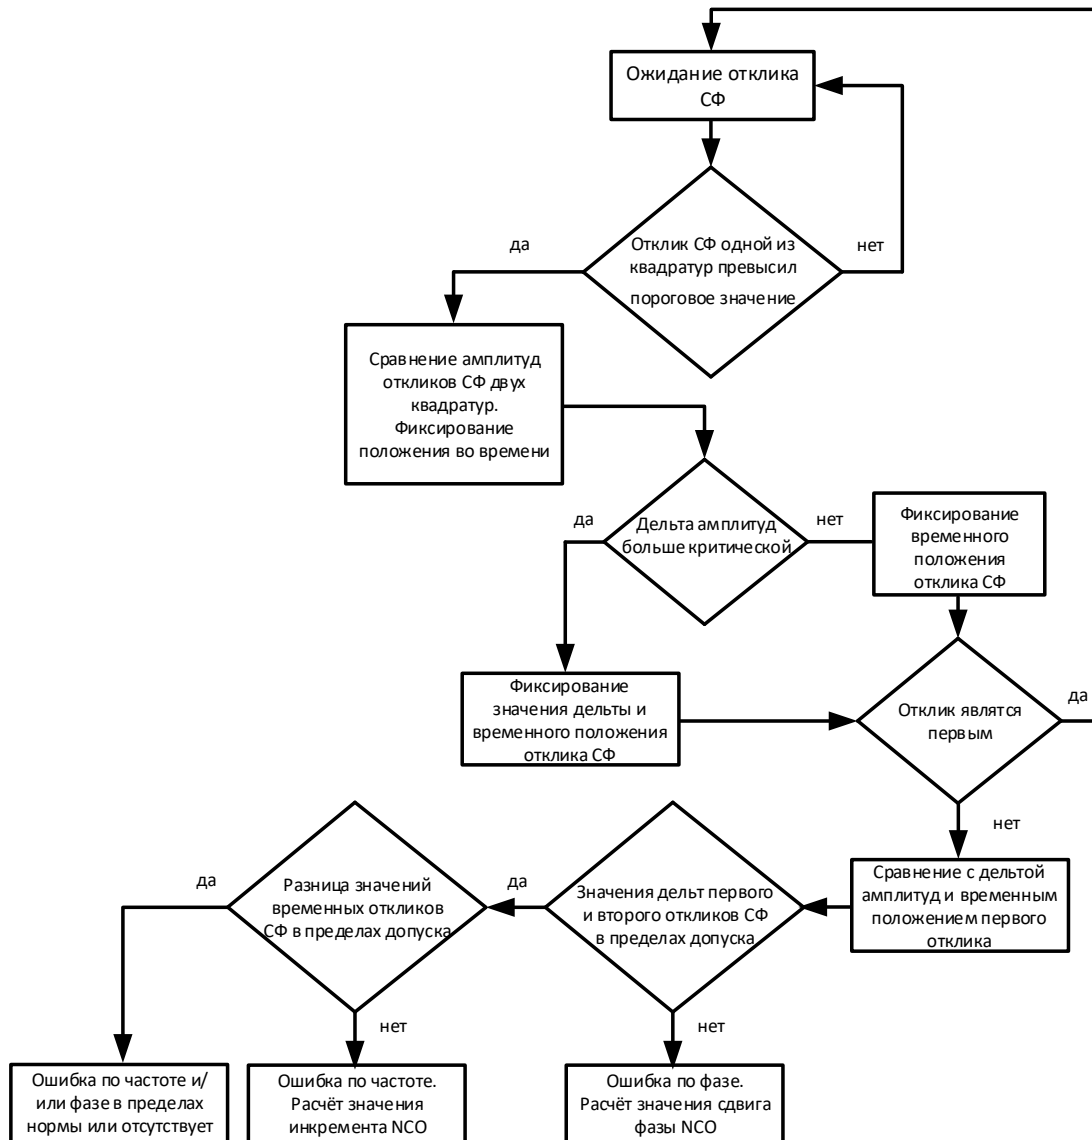 Ожидание отклика
СФ
Отклик СФ одной из
квадратур превысил
пороговое значение
да
нет
Сравнение амплитуд
откликов СФ двух
квадратур.
Фиксирование
положения во времени
Дельта амплитуд
больше критической
да
нет
Фиксирование
временного
положения
отклика СФ
Фиксирование
значения дельты и
временного положения
отклика СФ
Отклик являтся
первым
да
нет
Сравнение с дельтой
амплитуд и временным
положением первого
отклика
Значения дельт первого
и второго откликов СФ
в пределах допуска
да
нет
Разница значений
временных откликов
СФ в пределах допуска
да
нет
Ошибка по частоте и/
или фазе в пределах
нормы или отсутствует
Ошибка по частоте.
Расчёт значения
инкремента NCO
Ошибка по фазе.
Расчёт значения сдвига
фазы NCO